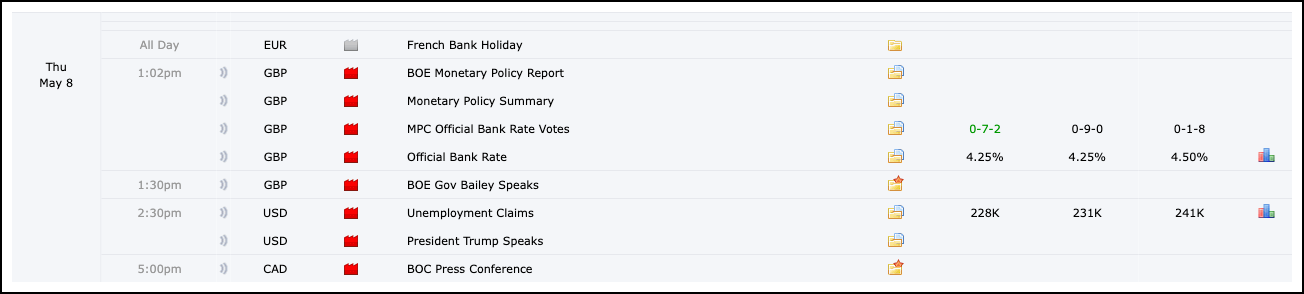 All Day EUR French Bank Holiday
Thu
May 8
1:02pm GBP BOE Monetary Policy Report
GBP Monetary Policy Summary
GBP MPC Official Bank Rate Votes 0-7-2 0-9-0 0-1-8
GBP Official Bank Rate 4.25% 4.25% 4.50%
1:30pm GBP BOE Gov Bailey Speaks
2:30pm USD Unemployment Claims 228K 231K 241K
USD President Trump Speaks
5:00pm CAD BOC Press Conference